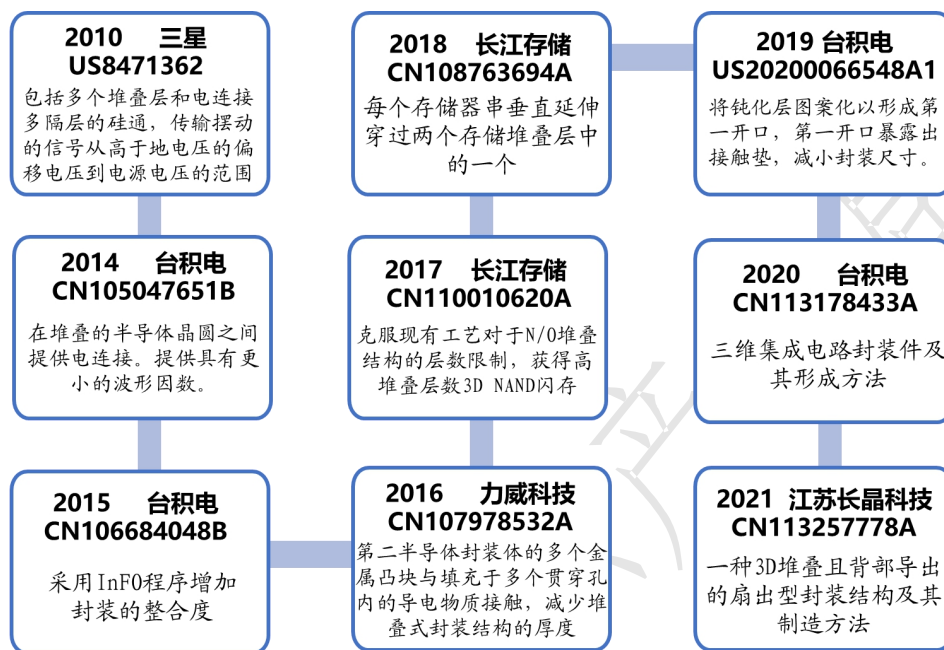 2010 三星
US8471362
包括多个堆叠层和电连接
多隔层的硅通，传输摆动
的信号从高于地电压的偏
移电压到电源电压的范围
2014 台积电
CN105047651B
在堆叠的半导体晶圆之间
提供电连接。提供具有更
小的波形因数。
2015 台积电
CN106684048B
采用InFO程序增加
封装的整合度
2016 力威科技
CN107978532A
第二半导体封装体的多个金
属凸块与填充于多个贯穿孔
内的导电物质接触，减少堆
叠式封装结构的厚度
2017 长江存储
CN110010620A
克服现有工艺对于N/O堆叠
结构的层数限制，获得高
堆叠层数3D NAND闪存
2018 长江存储
CN108763694A
每个存储器串垂直延伸
穿过两个存储堆叠层中
的一个
2019 台积电
US20200066548A1
将钝化层图案化以形成第
一开口，第一开口暴露出
接触垫，减小封装尺寸。
2020 台积电
CN113178433A
三维集成电路封装件及
其形成方法
2021 江苏长晶科技
CN113257778A
一种3D堆叠且背部导出
的扇出型封装结构及其
制造方法